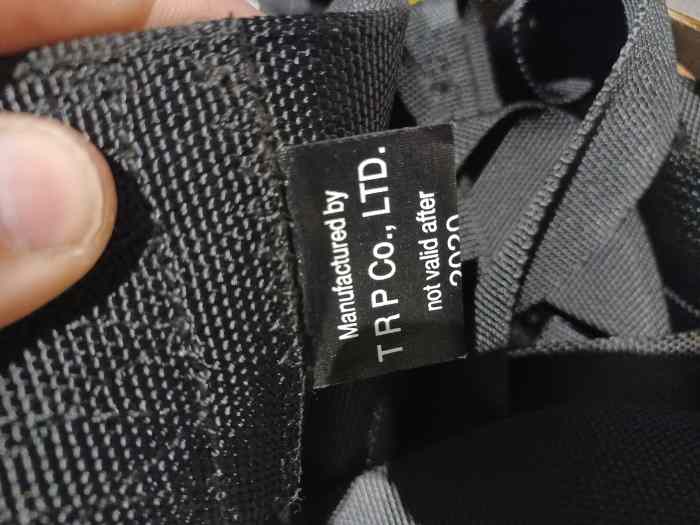 Manufactured by
T R P Co., LTD.
not valid after